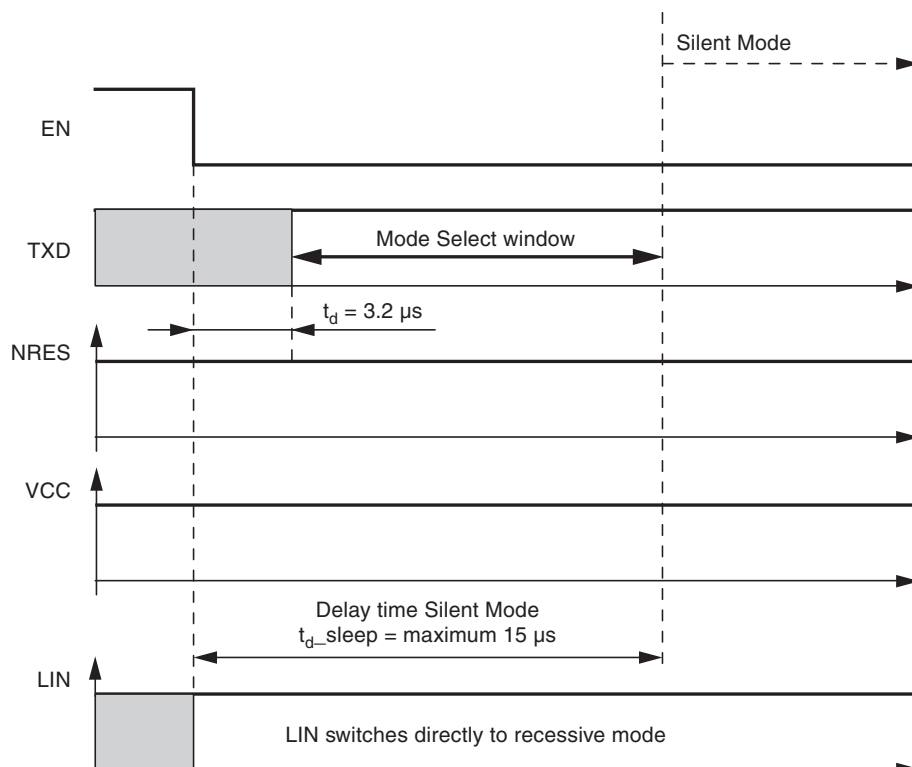 Silent Mode
EN
TXD
Mode Select window
t_d = 3.2 µs
NRES
VCC
Delay time Silent Mode
t_d_sleep = maximum 15 µs
LIN
LIN switches directly to recessive mode